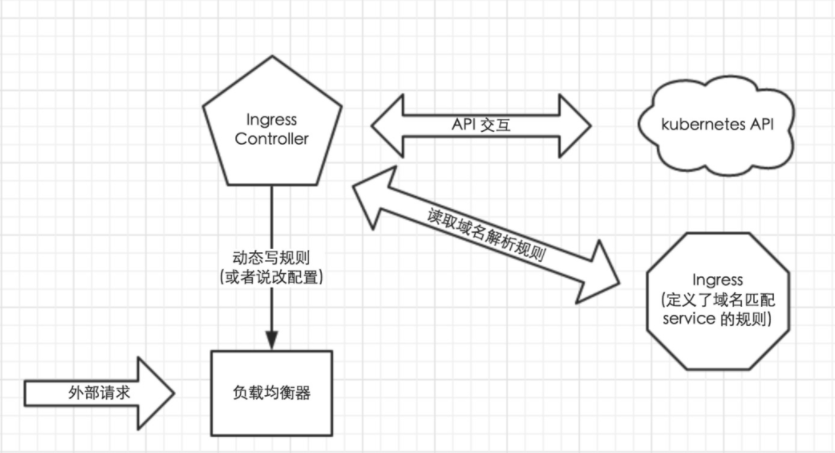 Ingress
Controller
API 交互
kubernetes API
读取域名解析规则
动态写规则
(或者说改配置)
Ingress
(定义了域名匹配
service 的规则)
外部请求
负载均衡器